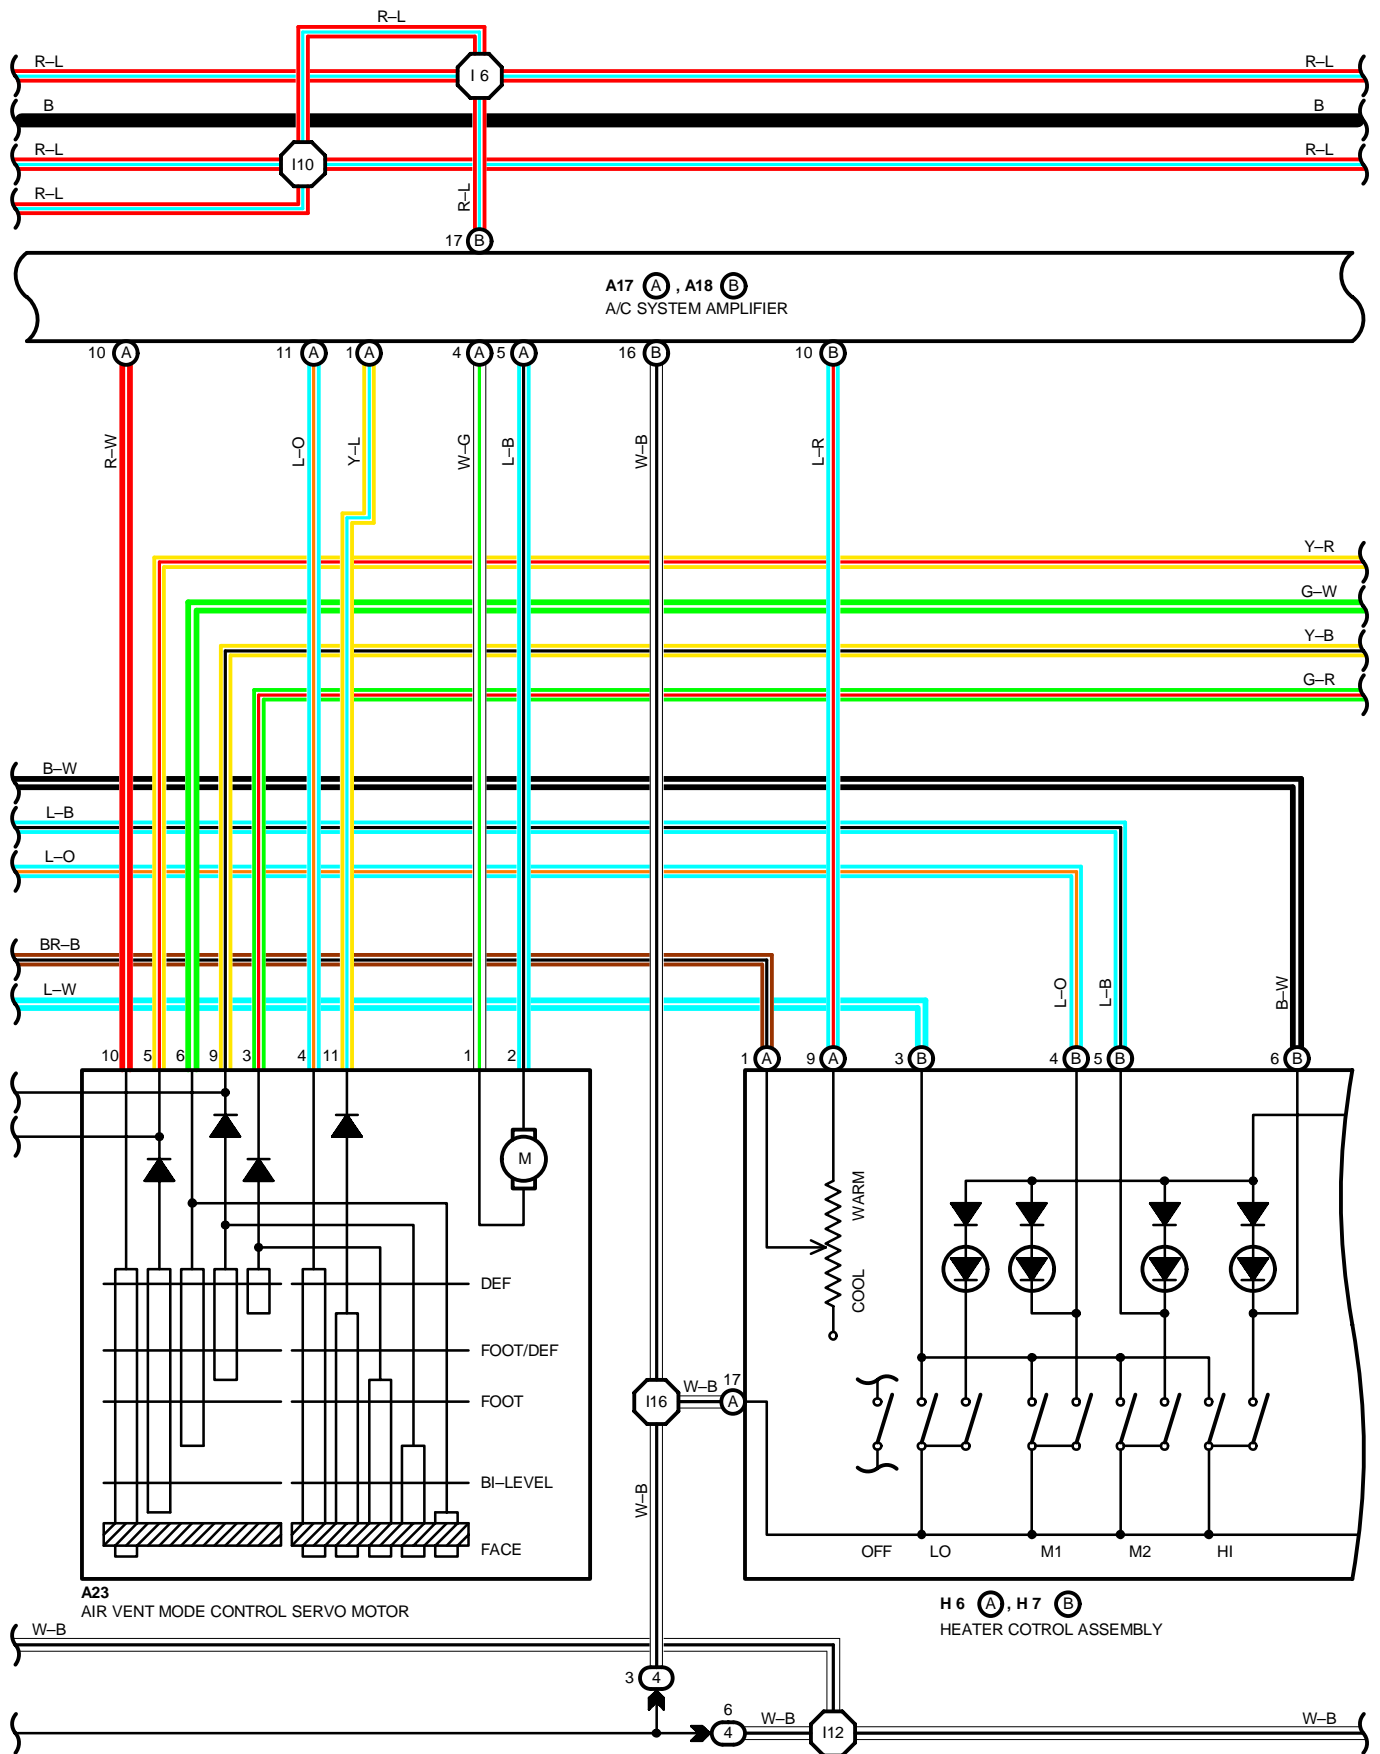 R–L
R–L
I 6
R–L
B
B
R–L
I10
R–L
R–L
R–L
17 B
A17 A , A18 B
A/C SYSTEM AMPLIFIER
10 A
11 A
1 A
4 A
5 A
16 B
10 B
R–W
L–O
Y–L
W–G
L–B
W–B
L–R
Y–R
G–W
Y–B
G–R
B–W
L–B
L–O
BR–B
L–W
L–O
L–B
B–W
10
5
6
9
3
4
11
1
2
1 A
9 A
3 B
4 B
5 B
6 B
M
WARM
COOL
DEF
FOOT/DEF
FOOT
BI–LEVEL
FACE
I16
W–B
17
A
W–B
OFF
LO
M1
M2
HI
A23
AIR VENT MODE CONTROL SERVO MOTOR
H 6 A , H 7 B
HEATER COTROL ASSEMBLY
W–B
3 4
6
4
W–B
I12
W–B